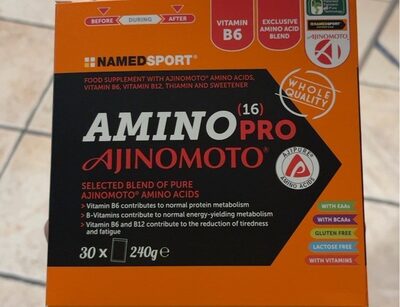 BEFORE DURING AFTER
VITAMIN
B6
EXCLUSIVE
AMINO ACID
BLEND
NAMEDSPORT
AJINOMOTO
NAMEDSPORT>
FOOD SUPPLEMENT WITH AJINOMOTO® AMINO ACIDS,
VITAMIN B6, VITAMIN B12, THIAMIN AND SWEETENER
WHOLE
QUALITY
AMINO (16) PRO
AJINOMOTO®
AJIPURE®
AMINO ACIDS
SELECTED BLEND OF PURE
AJINOMOTO® AMINO ACIDS
> Vitamin B6 contributes to normal protein metabolism
> B-Vitamins contribute to normal energy-yielding metabolism
> Vitamin B6 and B12 contribute to the reduction of tiredness
and fatigue
30 x 240g℮
WITH EAAs
WITH BCAAs
GLUTEN FREE
LACTOSE FREE
WITH VITAMINS